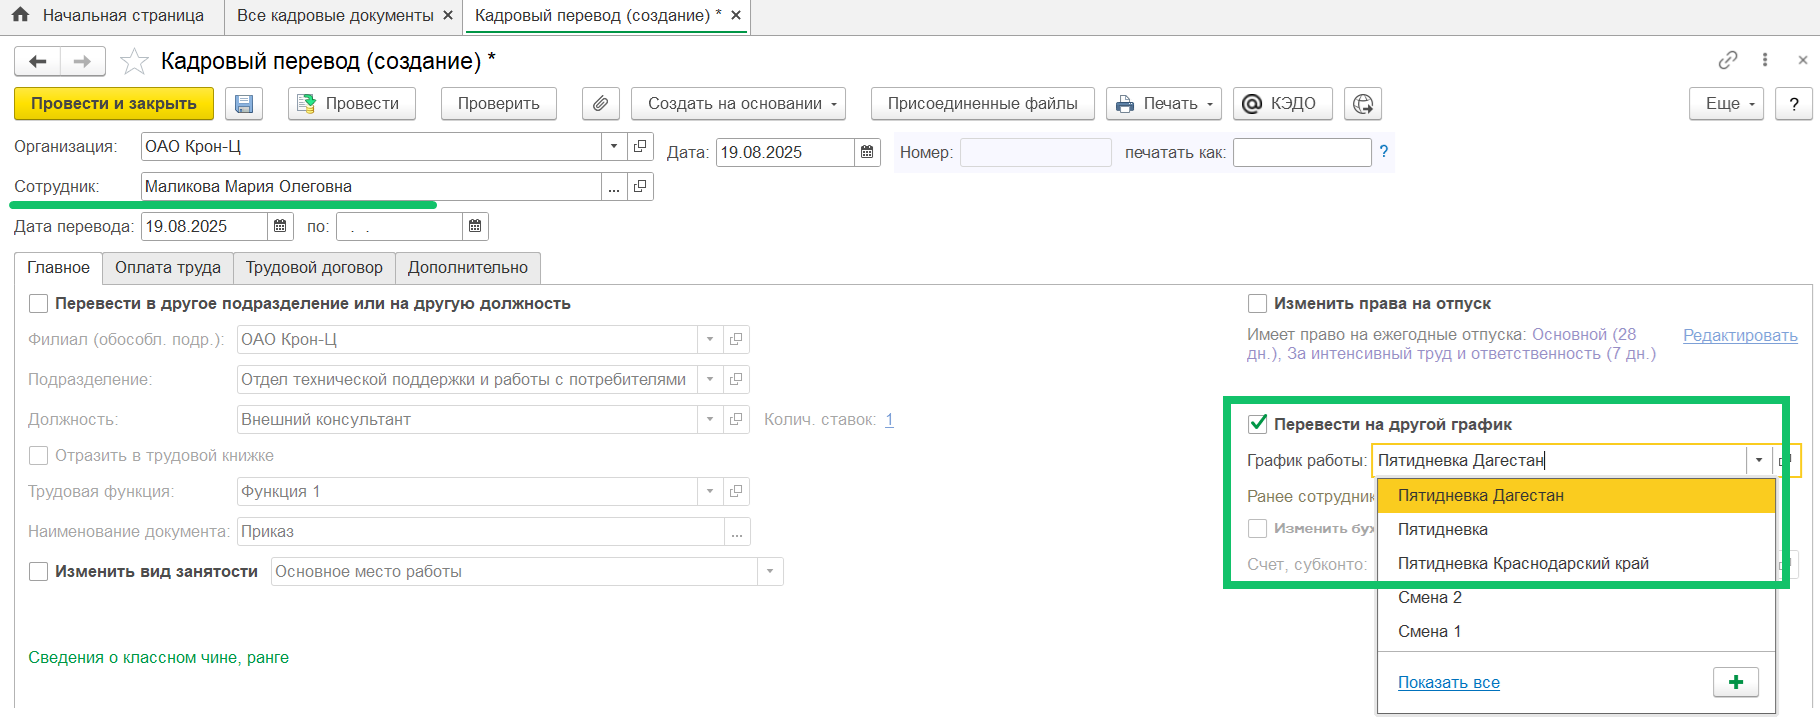 Начальная страница
Все кадровые документы ×
Кадровый перевод (создание) * ×
Кадровый перевод (создание) *
Провести и закрыть
Провести
Проверить
Создать на основании
Присоединенные файлы
Печать
@ КЭДО
Еще
?
Организация: ОАО Крон-Ц
Дата: 19.08.2025
Номер:
печатать как: ?
Сотрудник: Маликова Мария Олеговна ...
Дата перевода: 19.08.2025 по: . .
Главное
Оплата труда
Трудовой договор
Дополнительно
Перевести в другое подразделение или на другую должность
Филиал (обособл. подр.): ОАО Крон-Ц
Подразделение: Отдел технической поддержки и работы с потребителями
Должность: Внешний консультант Колич. ставок: 1
Отразить в трудовой книжке
Трудовая функция: Функция 1
Наименование документа: Приказ ...
Изменить вид занятости Основное место работы
Сведения о классном чине, ранге
Изменить права на отпуск
Имеет право на ежегодные отпуска: Основной (28
дн.), За интенсивный труд и ответственность (7 дн.)
Редактировать
Перевести на другой график
График работы: Пятидневка Дагестан
Ранее сотрудник
Изменить бух
Счет, субконто:
Пятидневка Дагестан
Пятидневка
Пятидневка Краснодарский край
Смена 2
Смена 1
Показать все